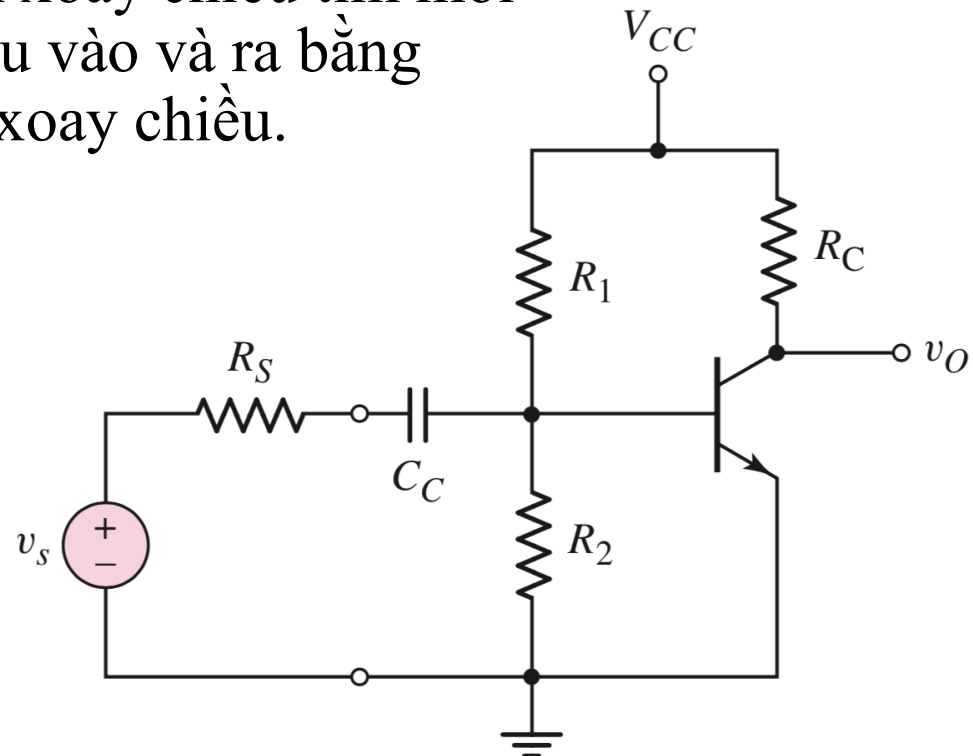 u vào và ra bằng
xoay chiều.
V_CC
R_1
R_C
R_S
C_C
v_O
v_s
+
−
R_2